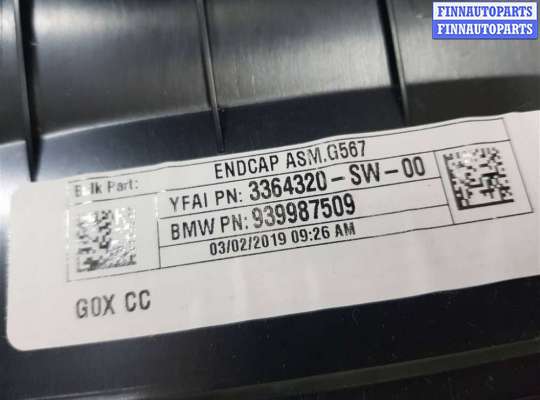 FINNAUTOPARTS
FINNAUTOPARTS
ENDCAP ASM.G567
Bulk Part:
YFAI PN: 3364320-SW-00
BMW PN: 939987509
03/02/2019 09:26 AM
G0X CC